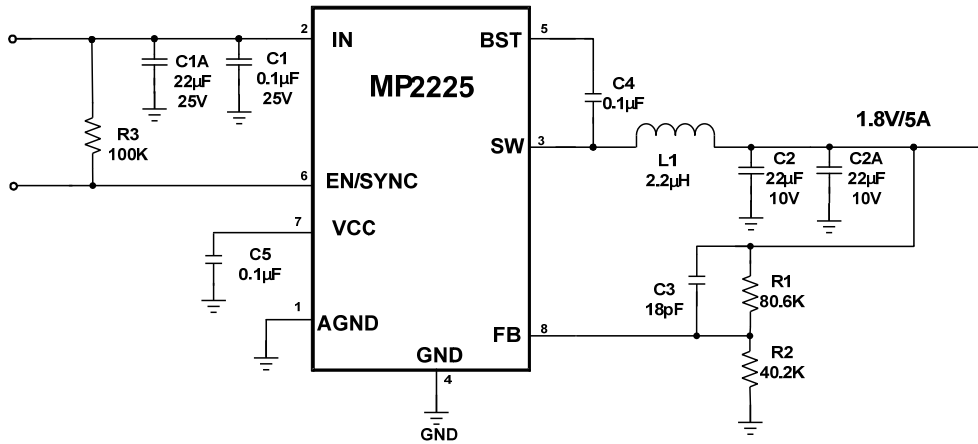 2
IN
C1A
22µF
25V
C1
0.1µF
25V
R3
100K
6
EN/SYNC
7
VCC
C5
0.1µF
1
AGND
MP2225
GND
4
GND
5
BST
C4
0.1µF
SW
3
L1
2.2µH
1.8V/5A
C2
22µF
10V
C2A
22µF
10V
C3
18pF
R1
80.6K
FB
8
R2
40.2K